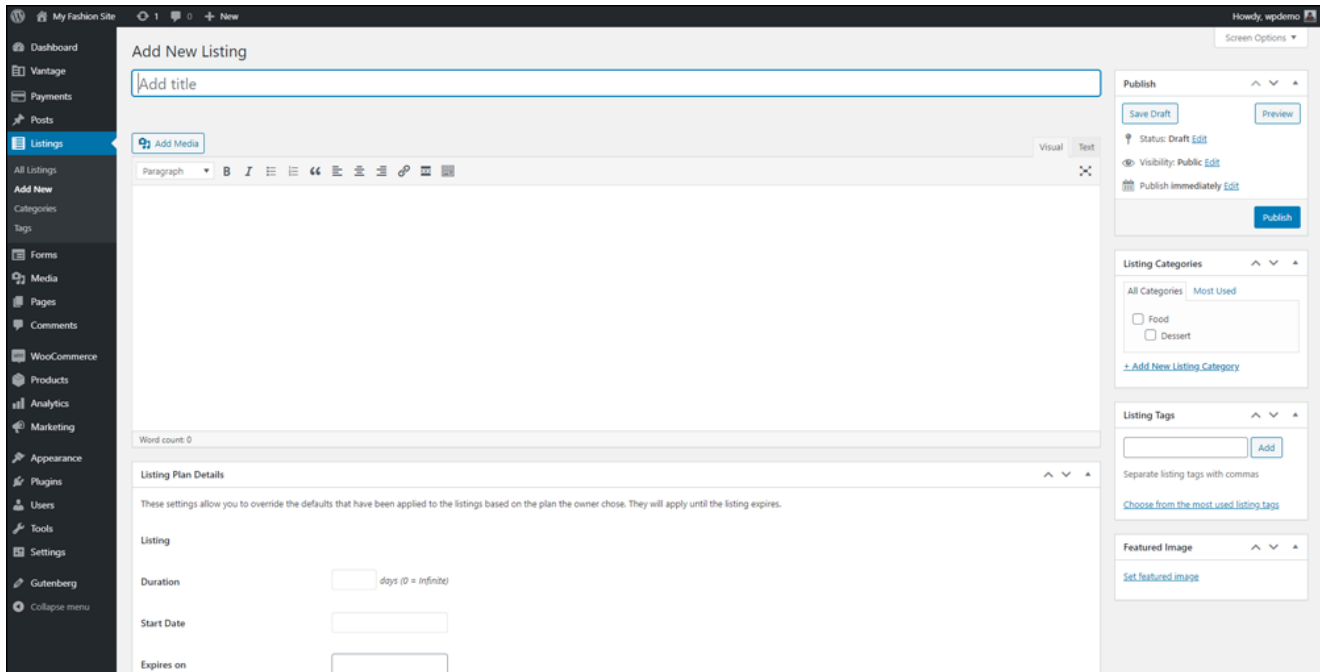 My Fashion Site 1 0 + New Howdy, wpdemo
Screen Options ▼
Dashboard
Vantage
Payments
Posts
Listings
All Listings
Add New
Categories
Tags
Forms
Media
Pages
Comments
WooCommerce
Products
Analytics
Marketing
Appearance
Plugins
Users
Tools
Settings
Gutenberg
Collapse menu
Add New Listing
Add title
Add Media
Visual Text
Paragraph ▼ B I
Word count: 0
Listing Plan Details
These settings allow you to override the defaults that have been applied to the listings based on the plan the owner chose. They will apply until the listing expires.
Listing
Duration days (0 = Infinite)
Start Date
Expires on
Publish
Save Draft Preview
Status: Draft Edit
Visibility: Public Edit
Publish immediately Edit
Publish
Listing Categories
All Categories Most Used
Food
Dessert
+ Add New Listing Category
Listing Tags
Add
Separate listing tags with commas
Choose from the most used listing tags
Featured Image
Set featured image